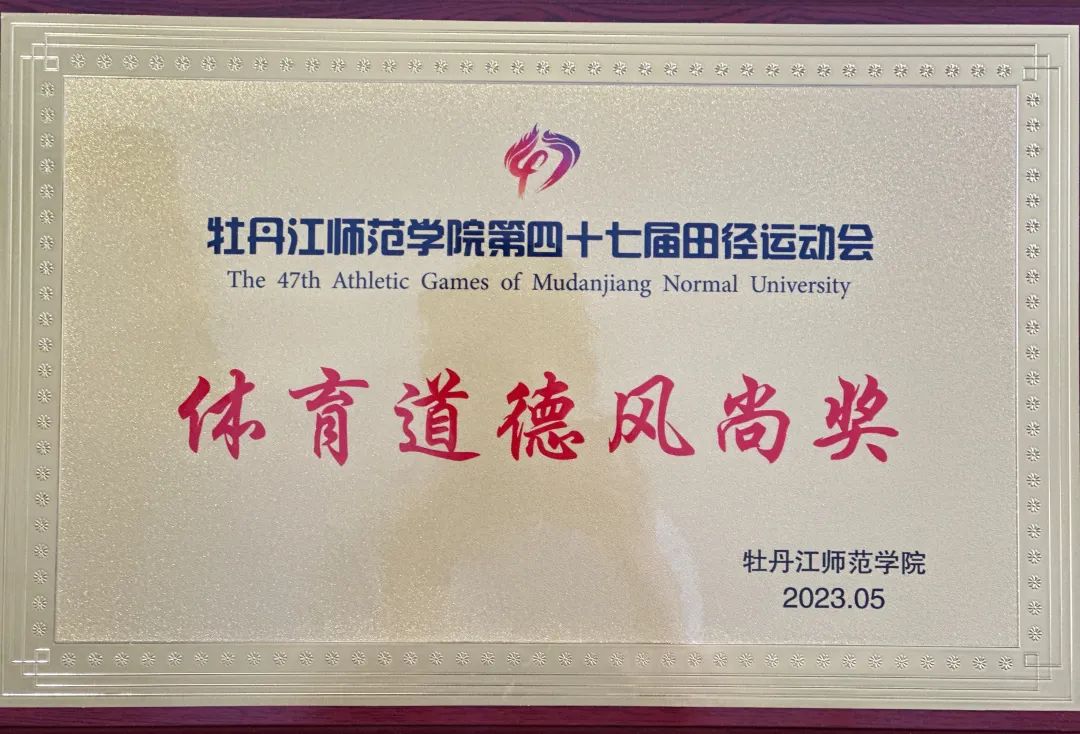 牡丹江师范学院第四十七届田径运动会
The 47th Athletic Games of Mudanjiang Normal University
体育道德风尚奖
牡丹江师范学院
2023.05